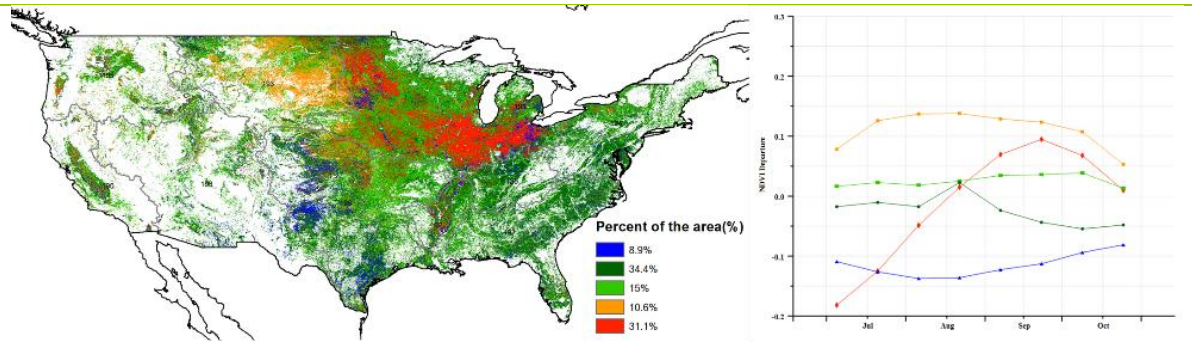 Percent of the area(%)
8.9%
34.4%
15%
10.6%
31.1%
NDVI Departure
0.3
0.2
0.1
0.0
-0.1
-0.2
Jul
Aug
Sep
Oct